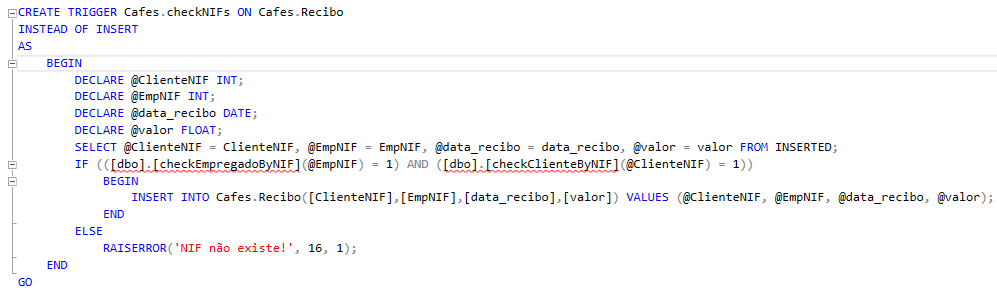 CREATE TRIGGER Cafes.checkNIFs ON Cafes.Recibo
INSTEAD OF INSERT
AS
BEGIN
DECLARE @ClienteNIF INT;
DECLARE @EmpNIF INT;
DECLARE @data_recibo DATE;
DECLARE @valor FLOAT;
SELECT @ClienteNIF = ClienteNIF, @EmpNIF = EmpNIF, @data_recibo = data_recibo, @valor = valor FROM INSERTED;
IF (([dbo].[checkEmpregadoByNIF](@EmpNIF) = 1) AND ([dbo].[checkClienteByNIF](@ClienteNIF) = 1))
BEGIN
INSERT INTO Cafes.Recibo([ClienteNIF],[EmpNIF],[data_recibo],[valor]) VALUES (@ClienteNIF, @EmpNIF, @data_recibo, @valor);
END
ELSE
RAISERROR('NIF não existe!', 16, 1);
END
GO